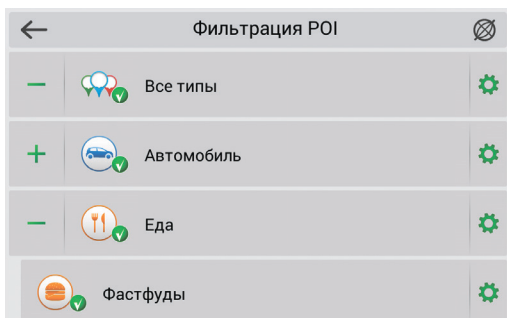 Фильтрация POI
Все типы
Автомобиль
Еда
Фастфуды